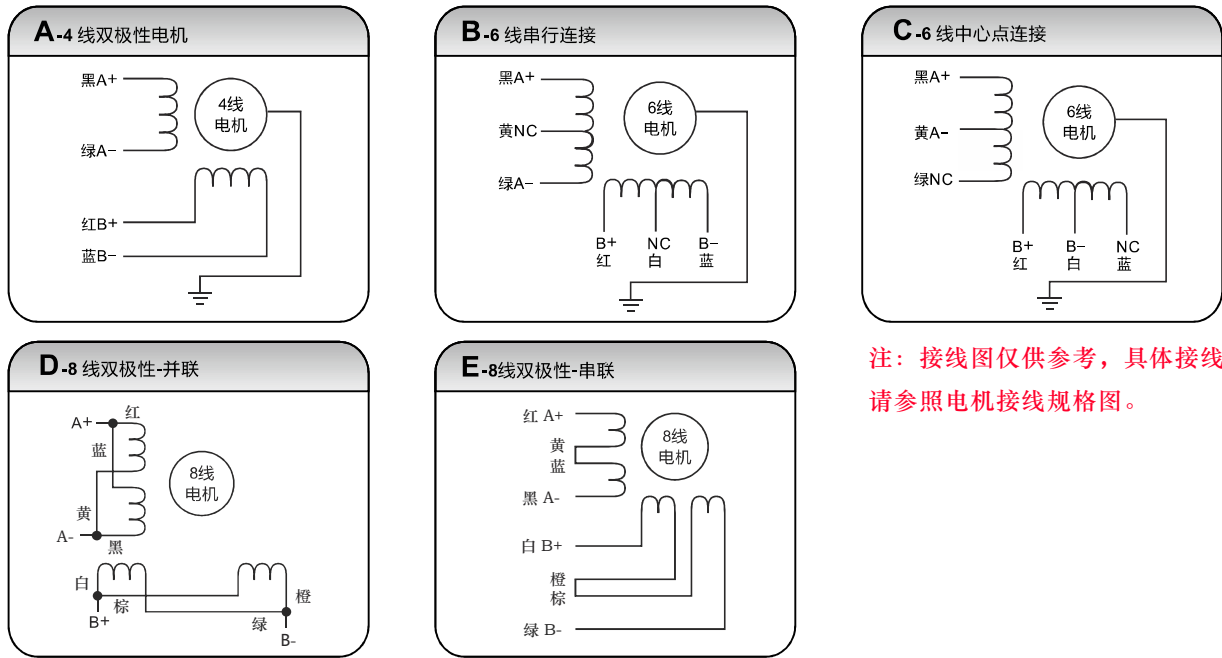 A-4 线双极性电机
黑A+
4线
电机
绿A-
红B+
蓝B-
B-6 线串行连接
黑A+
6线
电机
黄NC
绿A-
B+ NC B-
红 白 蓝
C-6 线中心点连接
黑A+
6线
电机
黄A-
绿NC
B+ B- NC
红 白 蓝
D-8 线双极性-并联
A+ 红
蓝
8线
电机
黄
A-
黑
白 棕 橙
B+ 绿
B-
E-8线双极性-串联
红 A+
8线
电机
黄
蓝
黑 A-
白 B+
橙
棕
绿 B-
注：接线图仅供参考，具体接线
请参照电机接线规格图。